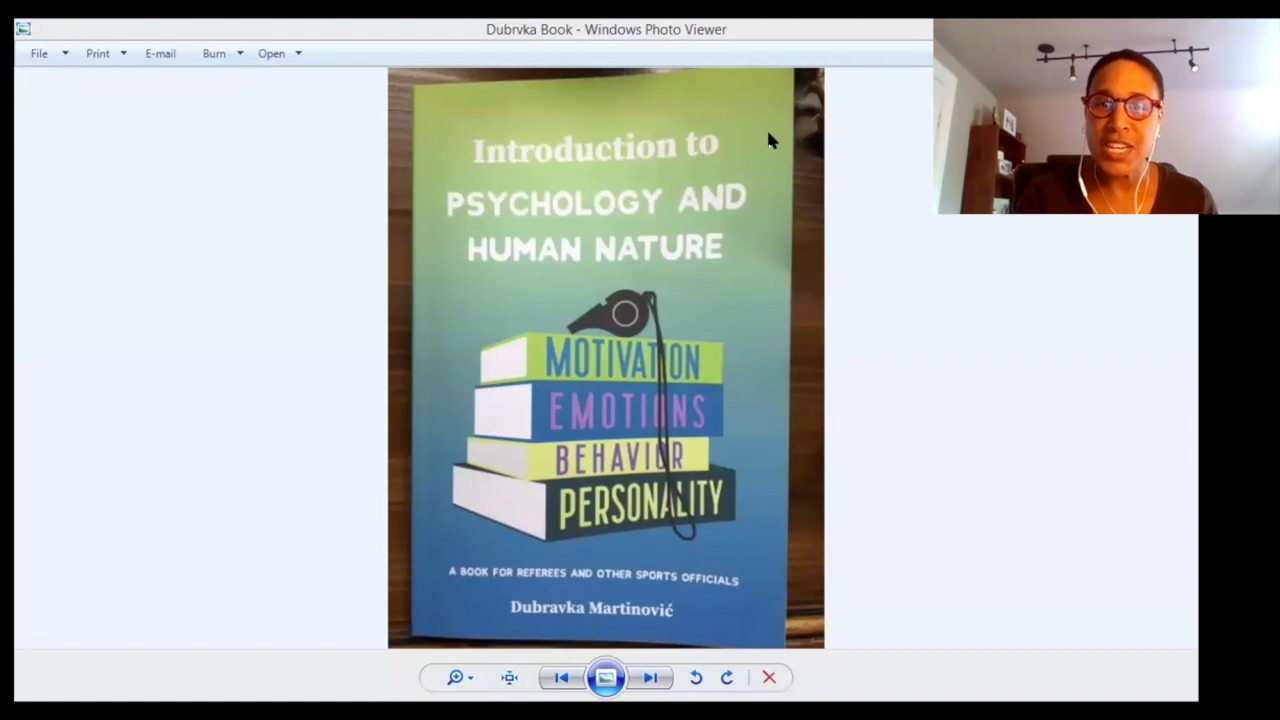 Dubrvka Book - Windows Photo Viewer
File Print E-mail Burn Open
Introduction to
PSYCHOLOGY AND
HUMAN NATURE
MOTIVATION
EMOTIONS
BEHAVIOR
PERSONALITY
A BOOK FOR REFEREES AND OTHER SPORTS OFFICIALS
Dubravka Martinović